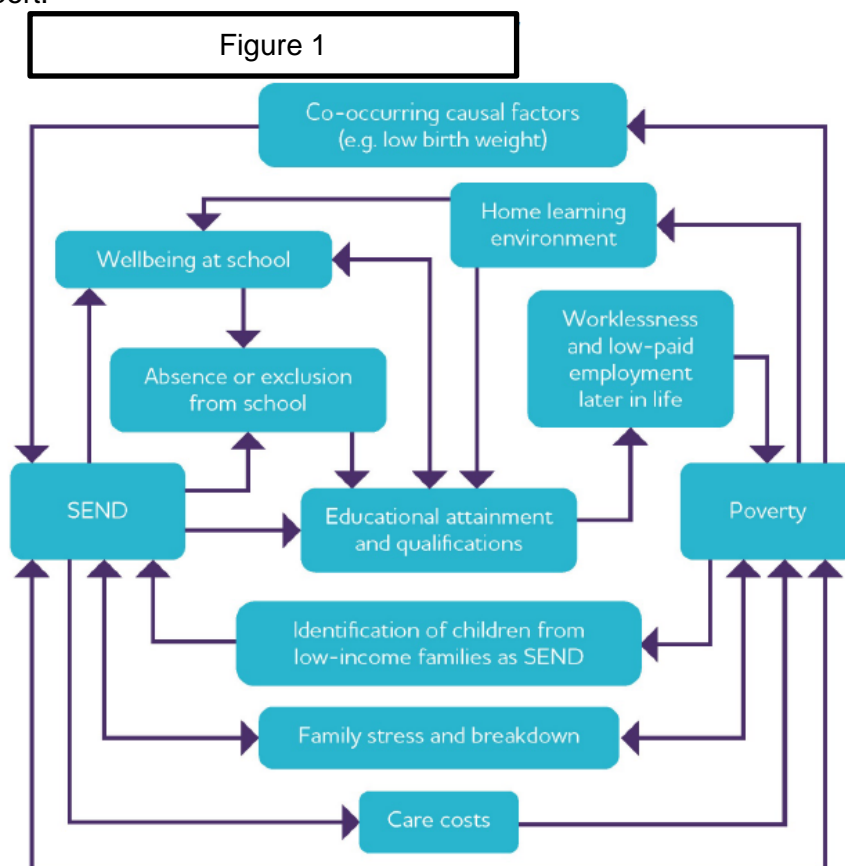 Figure 1
Co-occurring causal factors
(e.g. low birth weight)
Home learning
environment
Wellbeing at school
Worklessness
and low-paid
employment
later in life
Absence or exclusion
from school
SEND
Educational attainment
and qualifications
Poverty
Identification of children from
low-income families as SEND
Family stress and breakdown
Care costs